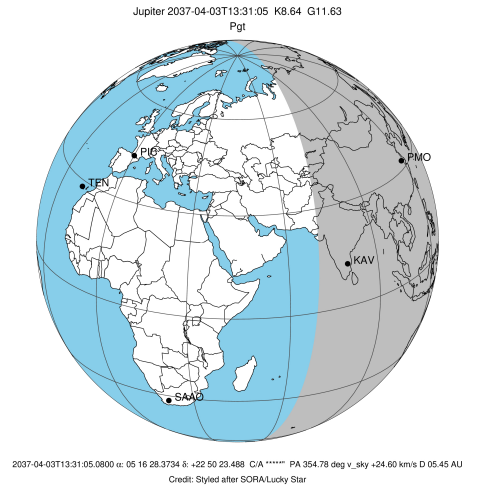 Jupiter 2037-04-03T13:31:05 K8.64 G11.63
Pgt
PIC
PMO
TEN
KAV
SAAO
2037-04-03T13:31:05.0800 α: 05 16 28.3734 δ: +22 50 23.488 C/A *****" PA 354.78 deg v_sky +24.60 km/s D 05.45 AU
Credit: Styled after SORA/Lucky Star